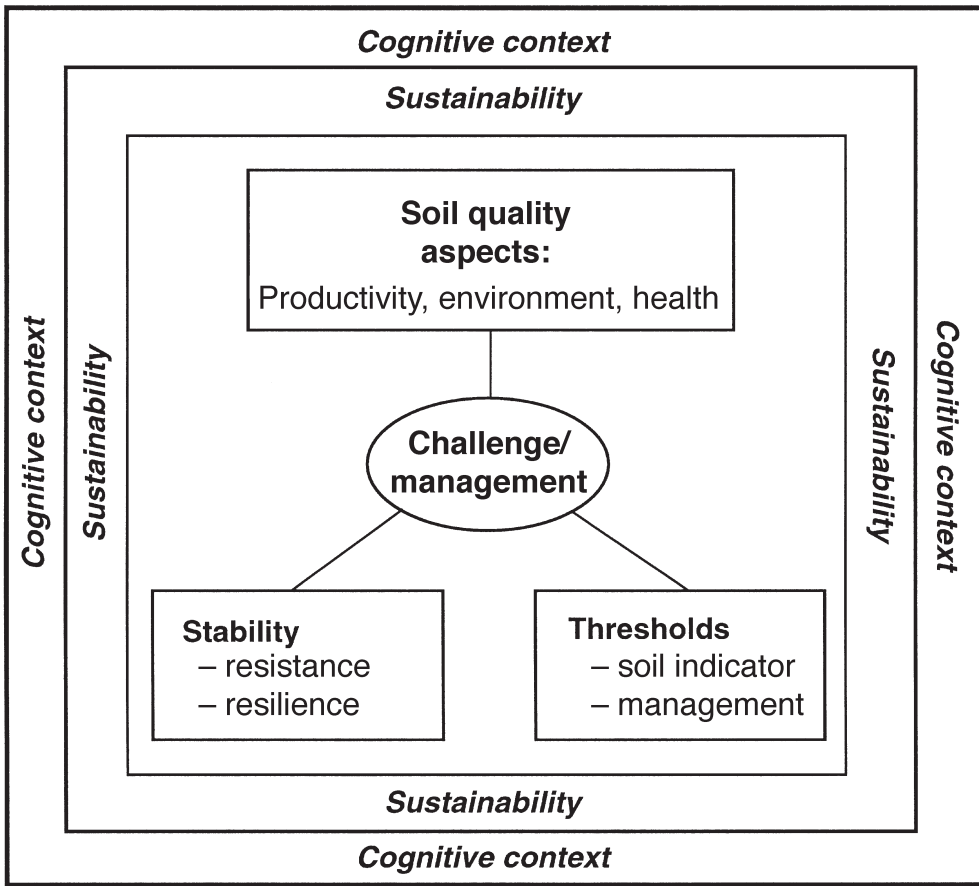 Cognitive context
Sustainability
Soil quality
aspects:
Productivity, environment, health
Cognitive context
Sustainability
Challenge/
management
Sustainability
Cognitive context
Stability
– resistance
– resilience
Thresholds
– soil indicator
– management
Sustainability
Cognitive context